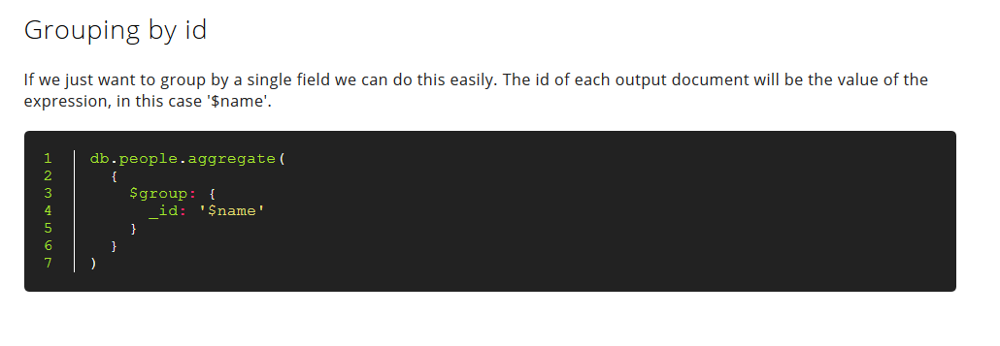 Grouping by id
If we just want to group by a single field we can do this easily. The id of each output document will be the value of the
expression, in this case '$name'.
1 db.people.aggregate(
2 {
3 $group: {
4 _id: '$name'
5 }
6 }
7 )